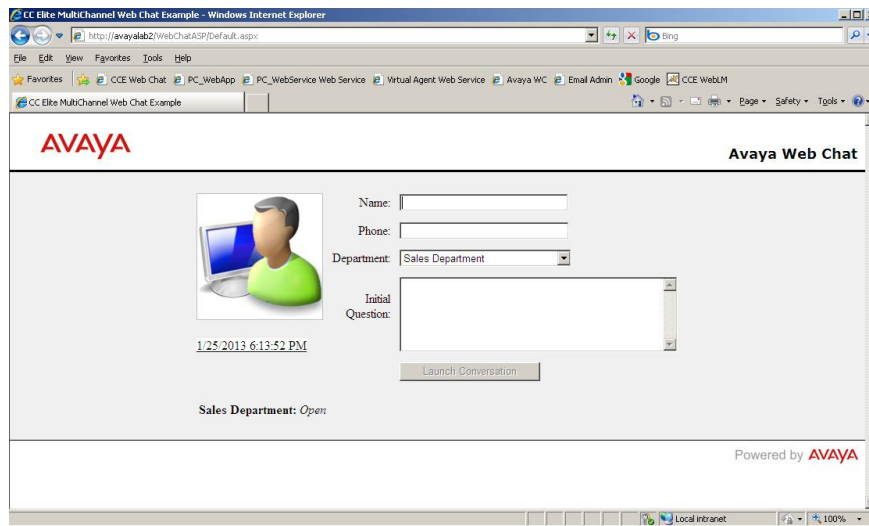 CC Elite MultiChannel Web Chat Example - Windows Internet Explorer
http://avayalab2/WebChatASP/Default.aspx
Bing
File Edit View Favorites Tools Help
Favorites CCE Web Chat PC_WebApp PC_WebService Web Service Virtual Agent Web Service Avaya WC Email Admin Google CCE WebLM
CC Elite MultiChannel Web Chat Example
Page Safety Tools
AVAYA
Avaya Web Chat
Name:
Phone:
Department: Sales Department
Initial
Question:
1/25/2013 6:13:52 PM
Launch Conversation
Sales Department: Open
Powered by AVAYA
Local intranet 100%